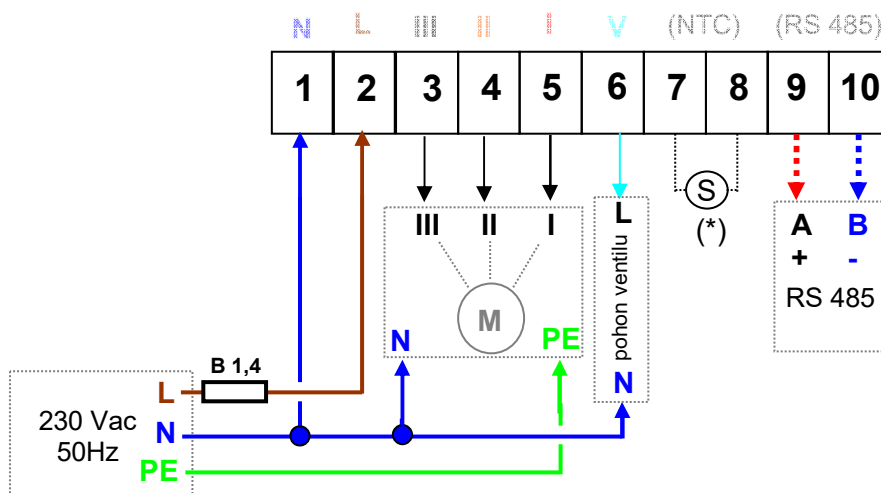 N L III II I V (NTC) (RS 485)
1 2 3 4 5 6 7 8 9 10
III II I L S A B
(*) + -
M pohon ventilu RS 485
N PE
N
B 1,4
L
230 Vac N
50Hz
PE